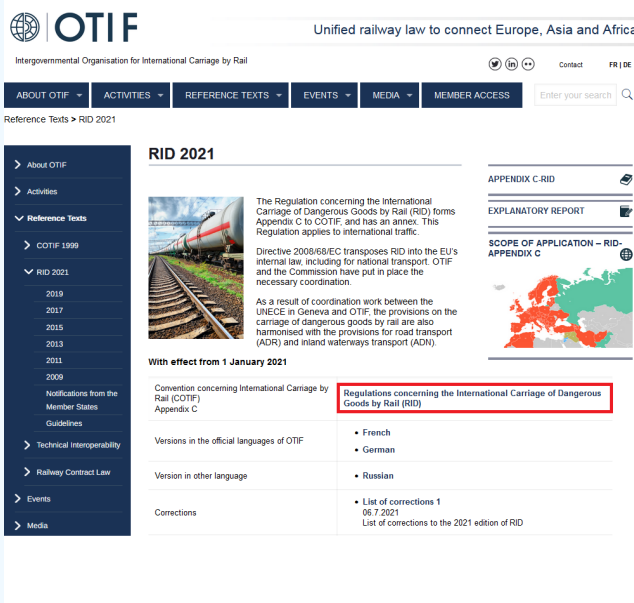 OTIF
Unified railway law to connect Europe, Asia and Africa
Intergovernmental Organisation for International Carriage by Rail
Contact
FR | DE
ABOUT OTIF
ACTIVITIES
REFERENCE TEXTS
EVENTS
MEDIA
MEMBER ACCESS
Enter your search
Reference Texts > RID 2021
About OTIF
Activities
Reference Texts
COTIF 1999
RID 2021
2019
2017
2015
2013
2011
2009
Notifications from the
Member States
Guidelines
Technical Interoperability
Railway Contract Law
Events
Media
RID 2021
The Regulation concerning the International
Carriage of Dangerous Goods by Rail (RID) forms
Appendix C to COTIF, and has an annex. This
Regulation applies to international traffic.
Directive 2008/68/EC transposes RID into the EU's
internal law, including for national transport. OTIF
and the Commission have put in place the
necessary coordination.
As a result of coordination work between the
UNECE in Geneva and OTIF, the provisions on the
carriage of dangerous goods by rail are also
harmonised with the provisions for road transport
(ADR) and inland waterways transport (ADN).
With effect from 1 January 2021
Convention concerning International Carriage by
Rail (COTIF)
Appendix C
Regulations concerning the International Carriage of Dangerous
Goods by Rail (RID)
Versions in the official languages of OTIF
• French
• German
Version in other language
• Russian
Corrections
• List of corrections 1
06.7.2021
List of corrections to the 2021 edition of RID
APPENDIX C-RID
EXPLANATORY REPORT
SCOPE OF APPLICATION – RID-
APPENDIX C